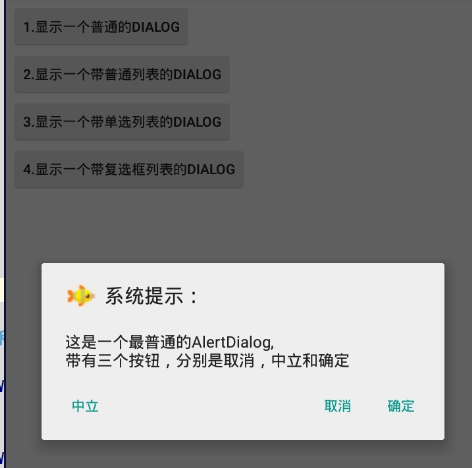 1.显示一个普通的DIALOG
2.显示一个带普通列表的DIALOG
3.显示一个带单选列表的DIALOG
4.显示一个带复选框列表的DIALOG
系统提示：
这是一个最普通的AlertDialog,
带有三个按钮，分别是取消，中立和确定
中立 取消 确定